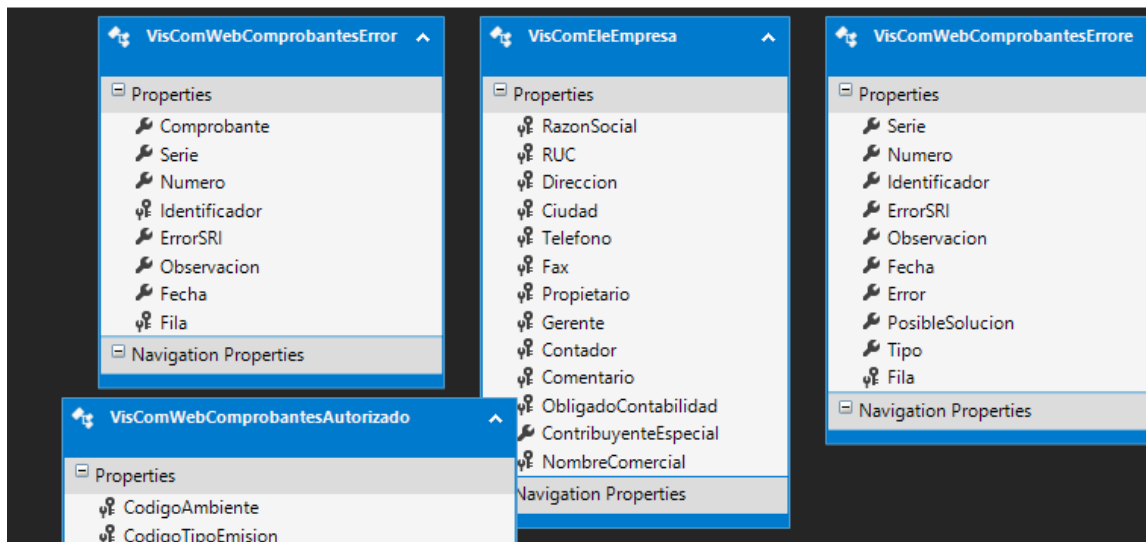 VisComWebComprobantesError
Properties
Comprobante
Serie
Numero
Identificador
ErrorSRI
Observacion
Fecha
Fila
Navigation Properties
VisComEleEmpresa
Properties
RazonSocial
RUC
Direccion
Ciudad
Telefono
Fax
Propietario
Gerente
Contador
Comentario
ObligadoContabilidad
ContribuyenteEspecial
NombreComercial
Navigation Properties
VisComWebComprobantesErrore
Properties
Serie
Numero
Identificador
ErrorSRI
Observacion
Fecha
Error
PosibleSolucion
Tipo
Fila
Navigation Properties
VisComWebComprobantesAutorizado
Properties
CodigoAmbiente
CodigoTipoEmision